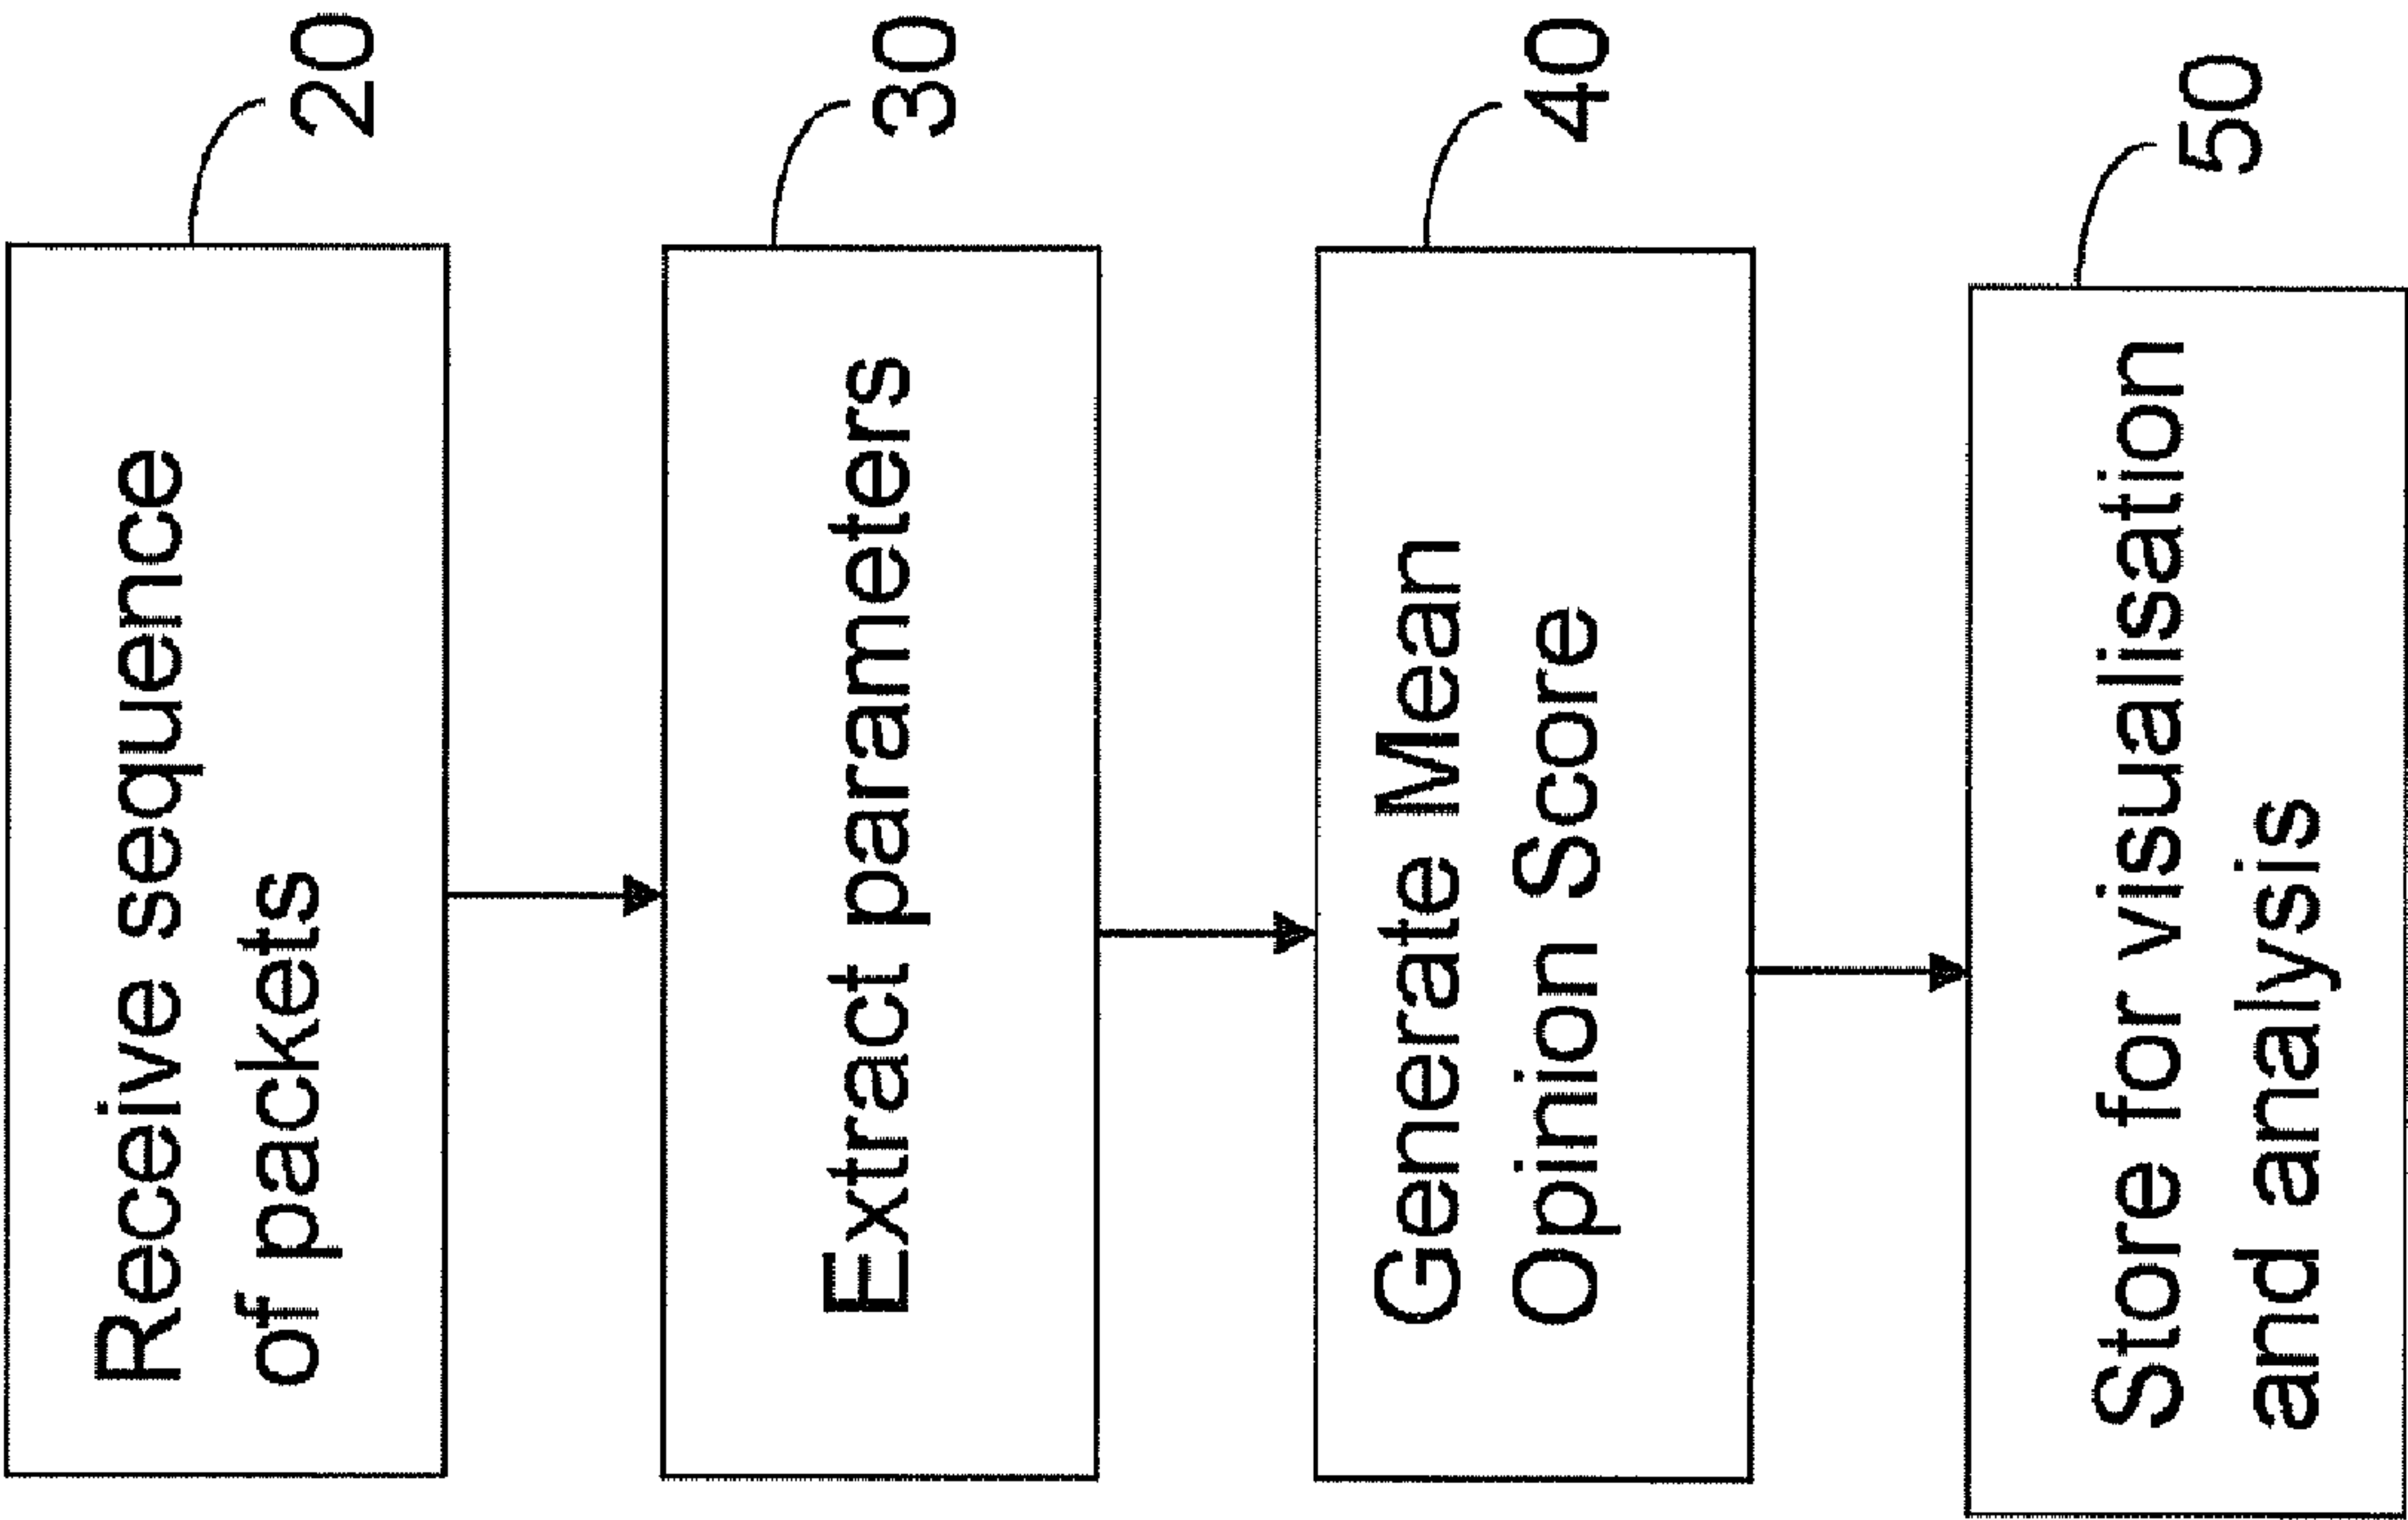 Receive sequence
of packets
20
Extract parameters
30
Generate Mean
Opinion Score
40
Store for visualisation
and analysis
50